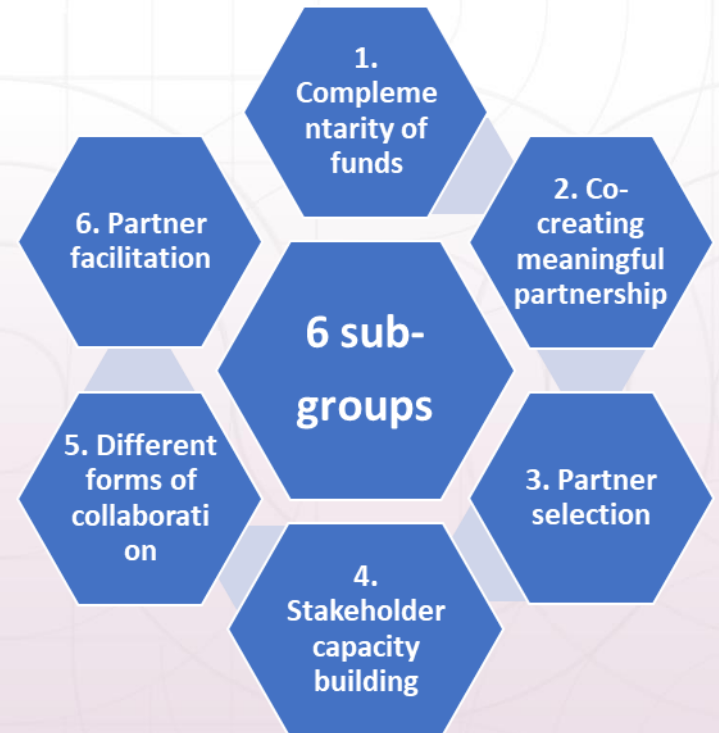 1.
Compleme
ntarity of
funds
2. Co-
creating
meaningful
partnership
3. Partner
selection
4.
Stakeholder
capacity
building
5. Different
forms of
collaborati
on
6. Partner
facilitation
6 sub-
groups